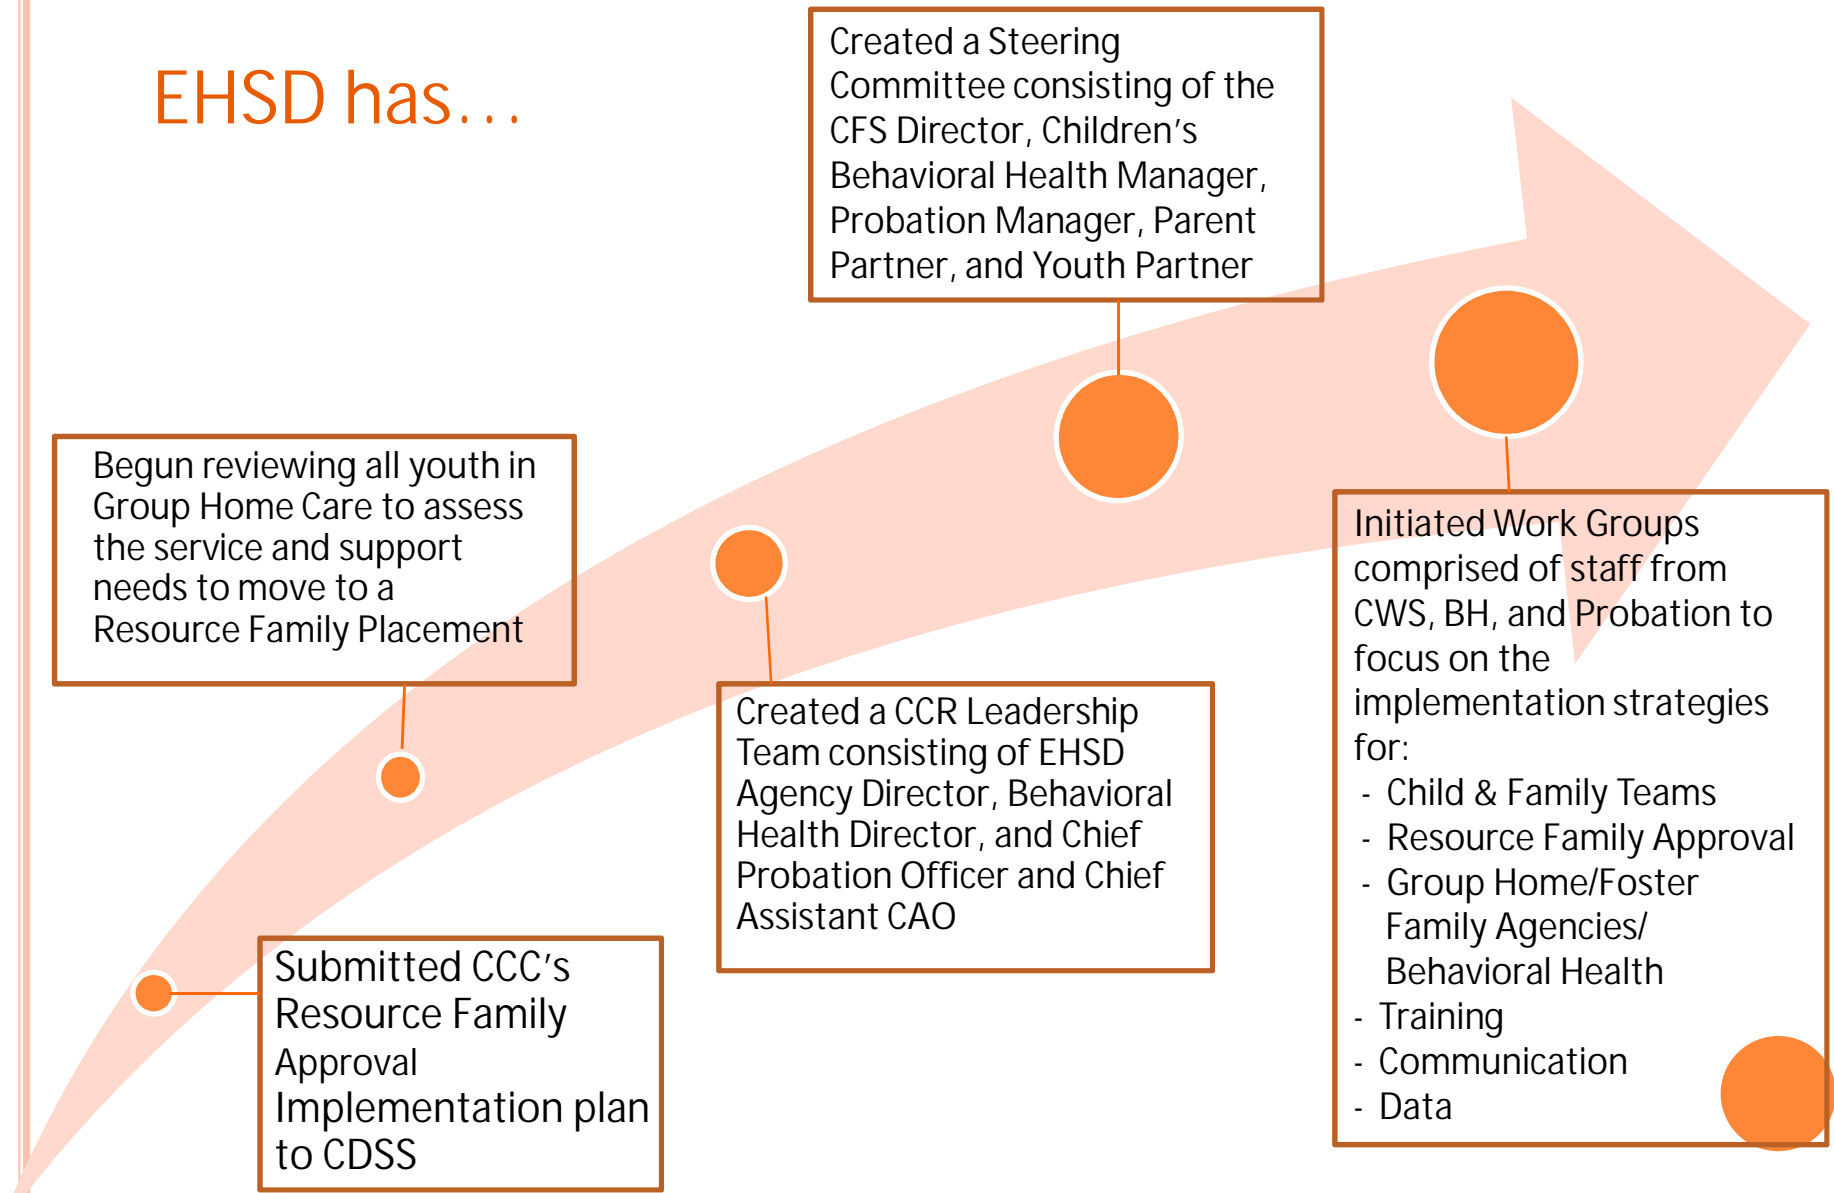 EHSD has…
Created a Steering
Committee consisting of the
CFS Director, Children’s
Behavioral Health Manager,
Probation Manager, Parent
Partner, and Youth Partner
Begun reviewing all youth in
Group Home Care to assess
the service and support
needs to move to a
Resource Family Placement
Created a CCR Leadership
Team consisting of EHSD
Agency Director, Behavioral
Health Director, and Chief
Probation Officer and Chief
Assistant CAO
Submitted CCC’s
Resource Family
Approval
Implementation plan
to CDSS
Initiated Work Groups
comprised of staff from
CWS, BH, and Probation to
focus on the
implementation strategies
for:
- Child & Family Teams
- Resource Family Approval
- Group Home/Foster
Family Agencies/
Behavioral Health
- Training
- Communication
- Data